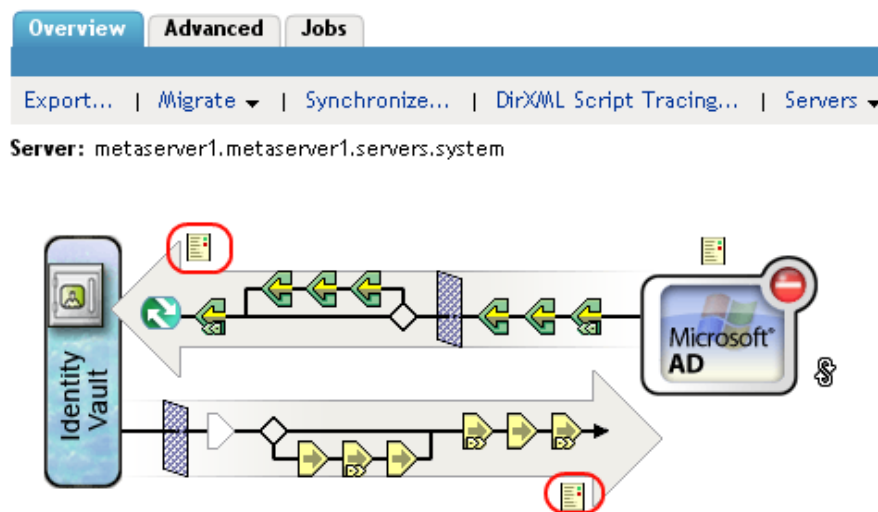 Overview Advanced Jobs
Export... | Migrate | Synchronize... | DirXML Script Tracing... | Servers
Server: metaserver1.metaserver1.servers.system
Identity
Vault
Microsoft®
AD